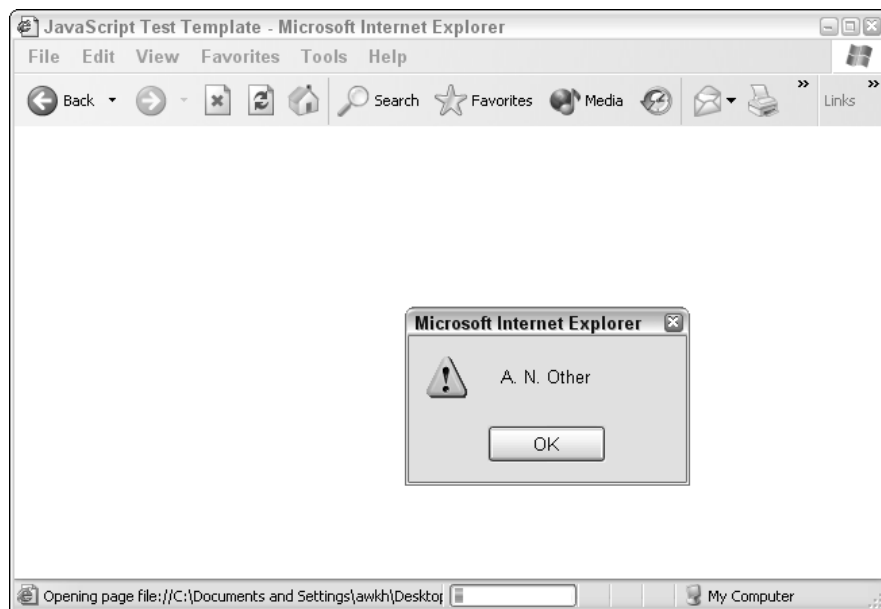 JavaScript Test Template - Microsoft Internet Explorer
File Edit View Favorites Tools Help
Back Search Favorites Media Links
Microsoft Internet Explorer
A. N. Other
OK
Opening page file://C:\Documents and Settings\awkh\Desktop My Computer